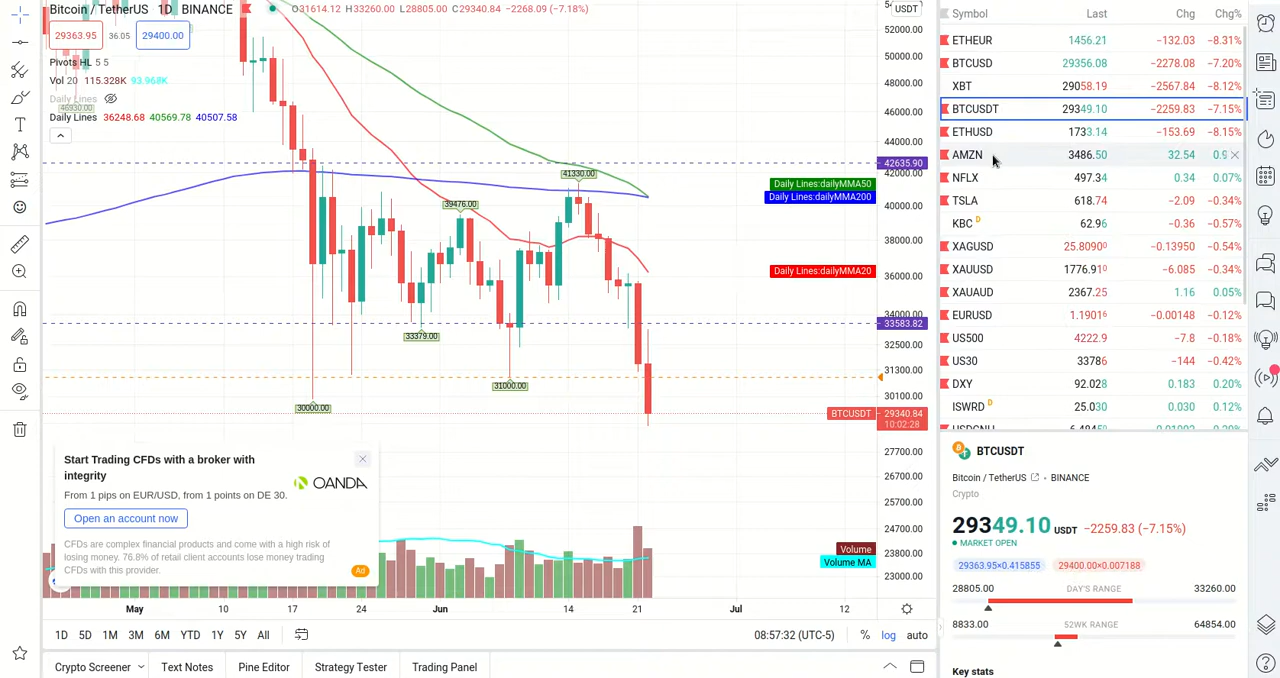 Bitcoin / TetherUS 1D BINANCE O31614.12 H33260.00 L28805.00 C29340.84 −2268.09 (−7.18%)
29363.95 36.05 29400.00
Pivots HL 5 5
Vol 20 115.328K 93.968K
Daily Lines
46930.00
Daily Lines 36248.68 40569.78 40507.58
USDT
52000.00
50000.00
48000.00
46000.00
44000.00
42635.90
42000.00
40000.00
38000.00
36000.00
34000.00
33583.82
32500.00
31300.00
30100.00
BTCUSDT 29340.84
10:02:28
27700.00
26700.00
25700.00
24700.00
23800.00
23000.00
41330.00
39476.00
33379.00
31000.00
30000.00
Daily Lines:dailyMMA50
Daily Lines:dailyMMA200
Daily Lines:dailyMMA20
Start Trading CFDs with a broker with
integrity
OANDA
From 1 pips on EUR/USD, from 1 points on DE 30.
Open an account now
CFDs are complex financial products and come with a high risk of
losing money. 76.8% of retail client accounts lose money trading
CFDs with this provider.
Ad
Volume
Volume MA
May 10 17 24 Jun 14 21 Jul 12
1D 5D 1M 3M 6M YTD 1Y 5Y All 08:57:32 (UTC-5) % log auto
Crypto Screener Text Notes Pine Editor Strategy Tester Trading Panel
Symbol Last Chg Chg%
ETHEUR 1456.21 −132.03 −8.31%
BTCUSD 29356.08 −2278.08 −7.20%
XBT 29058.19 −2567.84 −8.12%
BTCUSDT 29349.10 −2259.83 −7.15%
ETHUSD 1733.14 −153.69 −8.15%
AMZN 3486.50 32.54 0.9
NFLX 497.34 0.34 0.07%
TSLA 618.74 −2.09 −0.34%
KBC D 62.96 −0.36 −0.57%
XAGUSD 25.8090 −0.13950 −0.54%
XAUUSD 1776.910 −6.085 −0.34%
XAUAUD 2367.25 1.16 0.05%
EURUSD 1.19016 −0.00148 −0.12%
US500 4222.9 −7.8 −0.18%
US30 33786 −144 −0.42%
DXY 92.028 0.183 0.20%
ISWRD D 25.030 0.030 0.12%
BTCUSDT
Bitcoin / TetherUS • BINANCE
Crypto
29349.10 USDT −2259.83 (−7.15%)
MARKET OPEN
29363.95×0.415855 29400.00×0.007188
28805.00 DAY'S RANGE 33260.00
8833.00 52WK RANGE 64854.00
Key stats